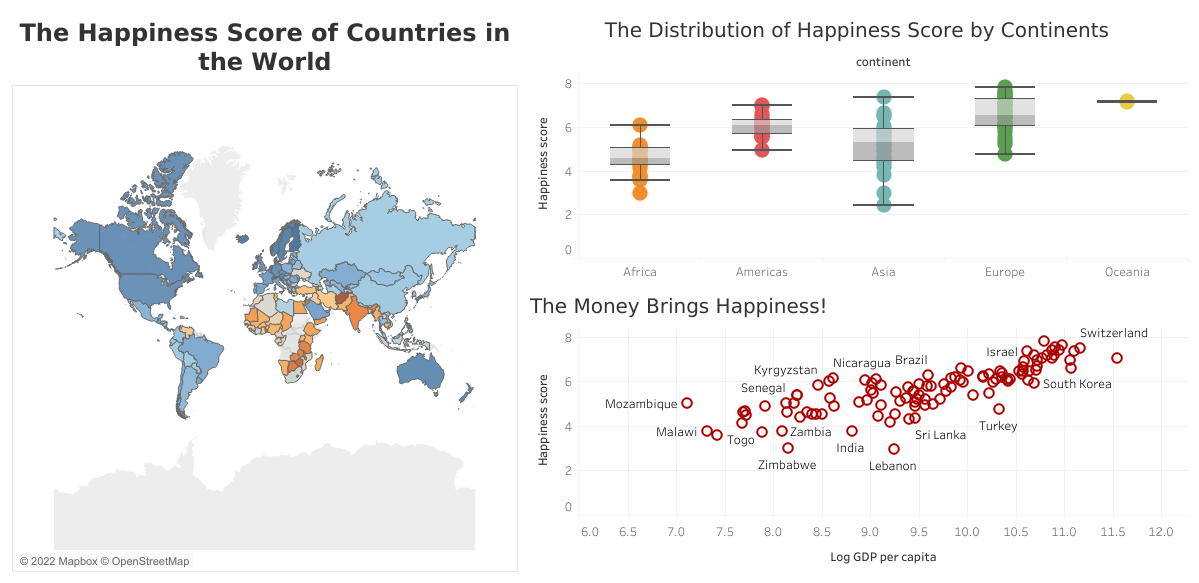 The Happiness Score of Countries in
the World
© 2022 Mapbox © OpenStreetMap
The Distribution of Happiness Score by Continents
continent
Happiness score
8
6
4
2
0
Africa
Americas
Asia
Europe
Oceania
The Money Brings Happiness!
Happiness score
8
6
4
2
0
Switzerland
Israel
Nicaragua
Brazil
Kyrgyzstan
South Korea
Senegal
Mozambique
Malawi
Togo
Zambia
Zimbabwe
India
Lebanon
Sri Lanka
Turkey
6.0 6.5 7.0 7.5 8.0 8.5 9.0 9.5 10.0 10.5 11.0 11.5 12.0
Log GDP per capita